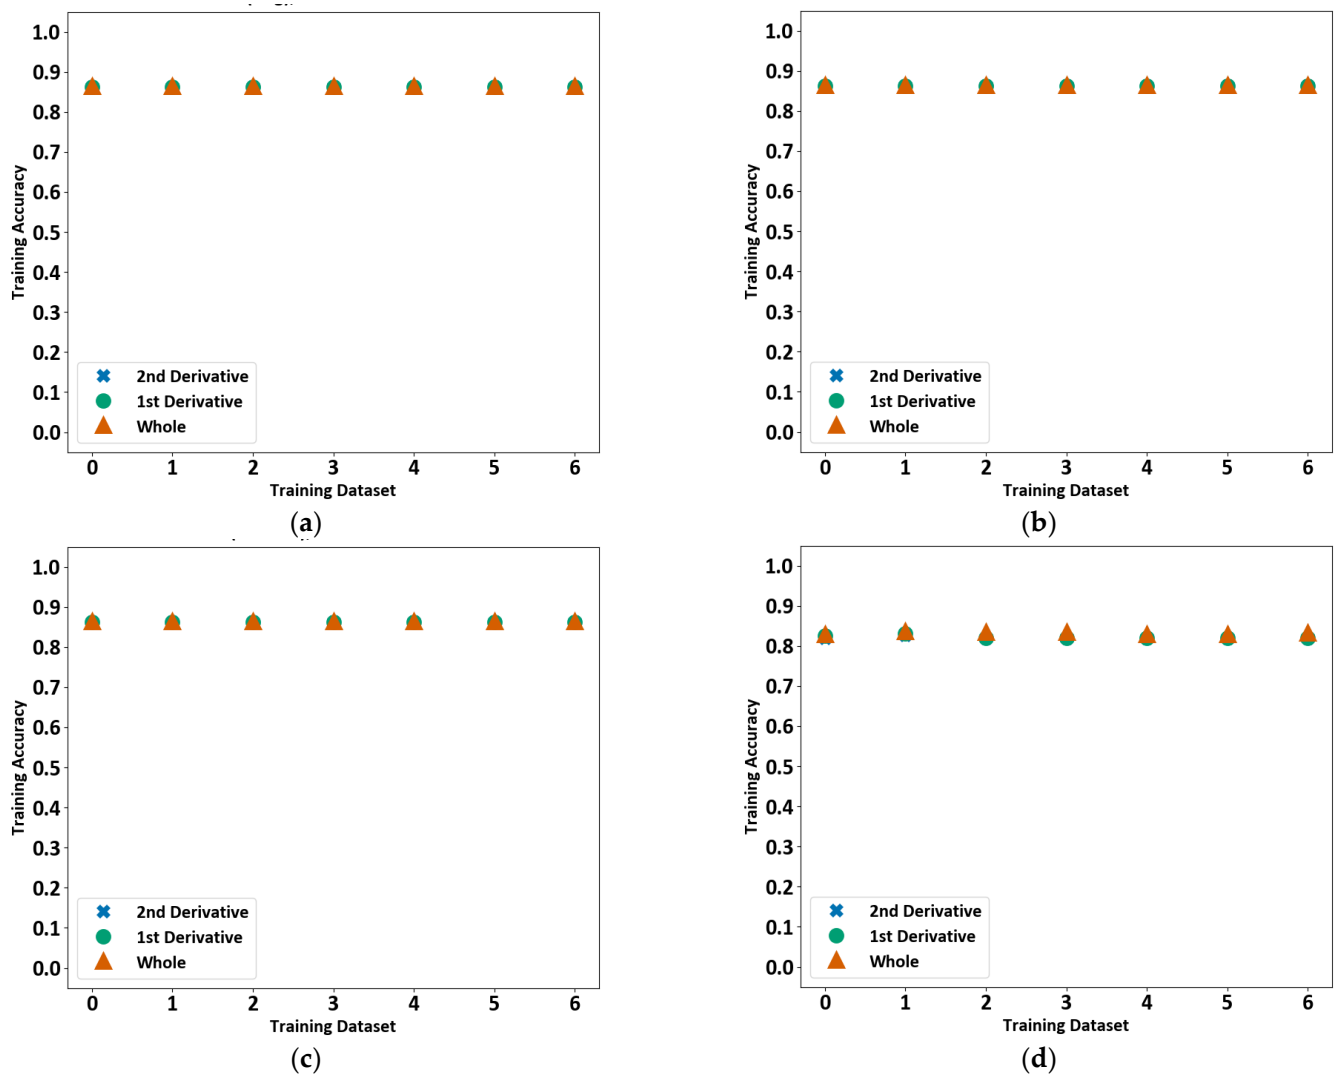 1.0
0.9
0.8
0.7
0.6
0.5
0.4
0.3
0.2
0.1
0.0
Training Accuracy
2nd Derivative
1st Derivative
Whole
0 1 2 3 4 5 6
Training Dataset
(a)
1.0
0.9
0.8
0.7
0.6
0.5
0.4
0.3
0.2
0.1
0.0
Training Accuracy
2nd Derivative
1st Derivative
Whole
0 1 2 3 4 5 6
Training Dataset
(b)
1.0
0.9
0.8
0.7
0.6
0.5
0.4
0.3
0.2
0.1
0.0
Training Accuracy
2nd Derivative
1st Derivative
Whole
0 1 2 3 4 5 6
Training Dataset
(c)
1.0
0.9
0.8
0.7
0.6
0.5
0.4
0.3
0.2
0.1
0.0
Training Accuracy
2nd Derivative
1st Derivative
Whole
0 1 2 3 4 5 6
Training Dataset
(d)